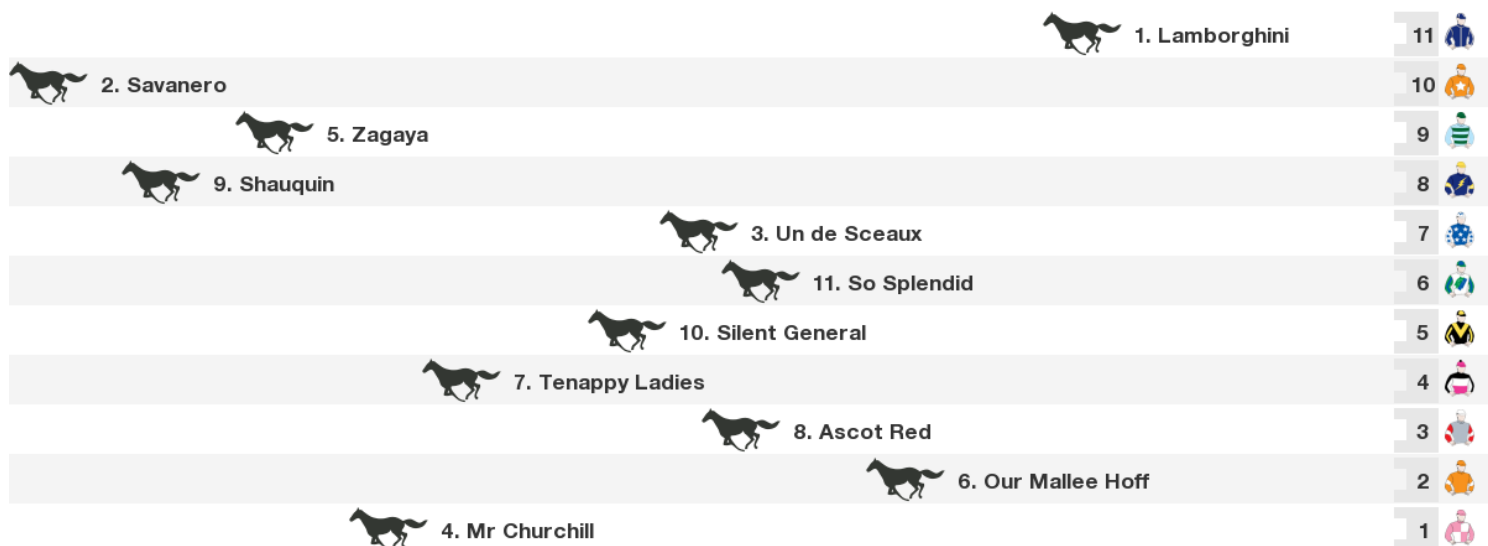 1. Lamborghini 11
2. Savanero 10
5. Zagaya 9
9. Shauquin 8
3. Un de Sceaux 7
11. So Splendid 6
10. Silent General 5
7. Tenappy Ladies 4
8. Ascot Red 3
6. Our Mallee Hoff 2
4. Mr Churchill 1